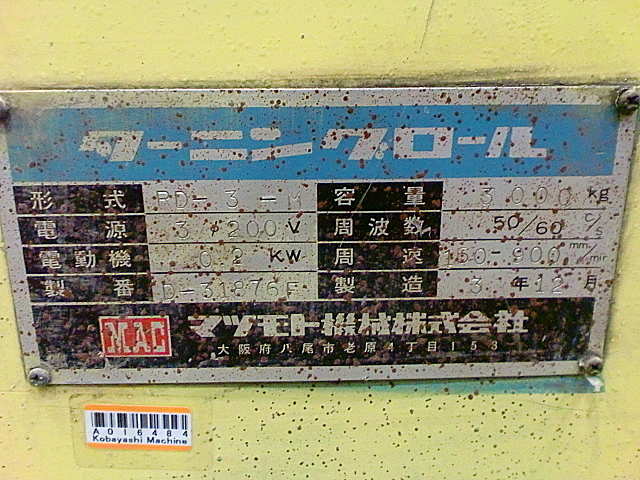 ターニングロール
形式 RD-3-M 容量 3000 kg
電源 3φ200V 周波数 50/60 C/S
電動機 0.2 KW 周速 150-900 mm/min
製番 D-31876F 製造 3年12月
MAC マツモト機械株式会社
大阪府八尾市老原4丁目153
A016484
Kobayashi Machine